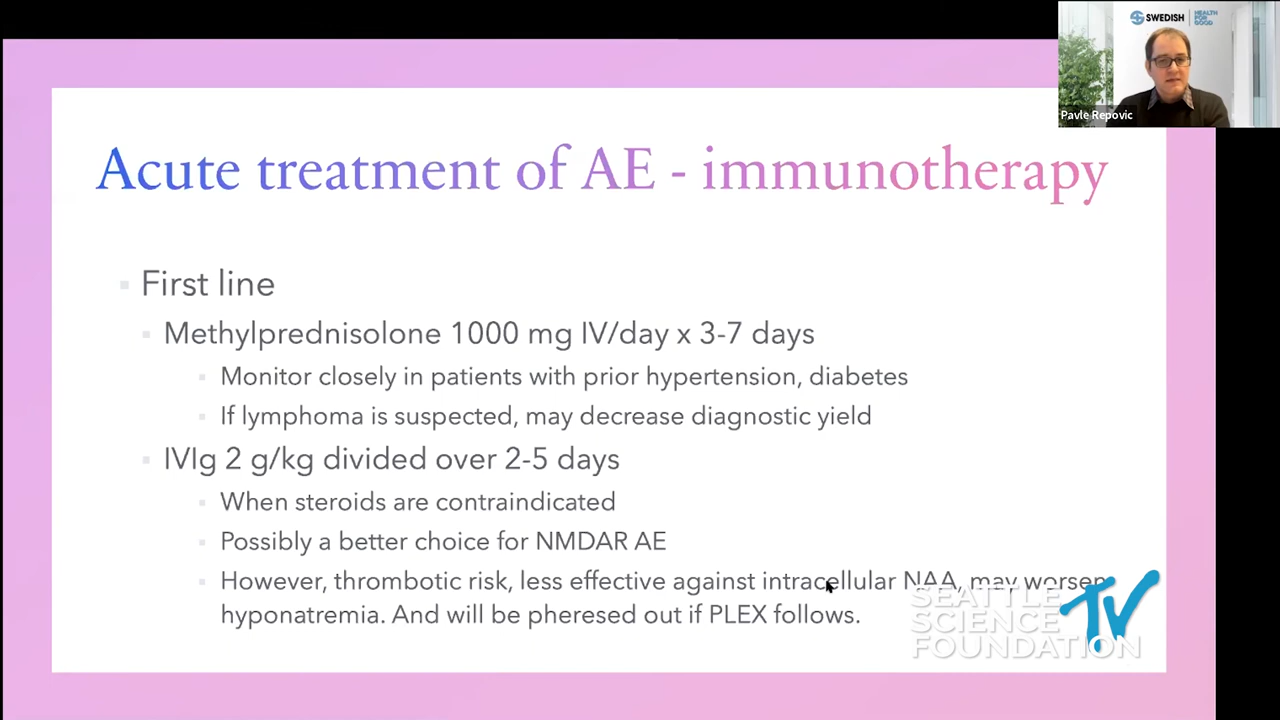 SWEDISH
HEALTH
FOR
GOOD
Pavle Repovic
Acute treatment of AE - immunotherapy
First line
Methylprednisolone 1000 mg IV/day x 3-7 days
Monitor closely in patients with prior hypertension, diabetes
If lymphoma is suspected, may decrease diagnostic yield
IVIg 2 g/kg divided over 2-5 days
When steroids are contraindicated
Possibly a better choice for NMDAR AE
However, thrombotic risk, less effective against intracellular NAA, may worsen
hyponatremia. And will be pheresed out if PLEX follows.
SEATTLE
SCIENCE
FOUNDATION
TV